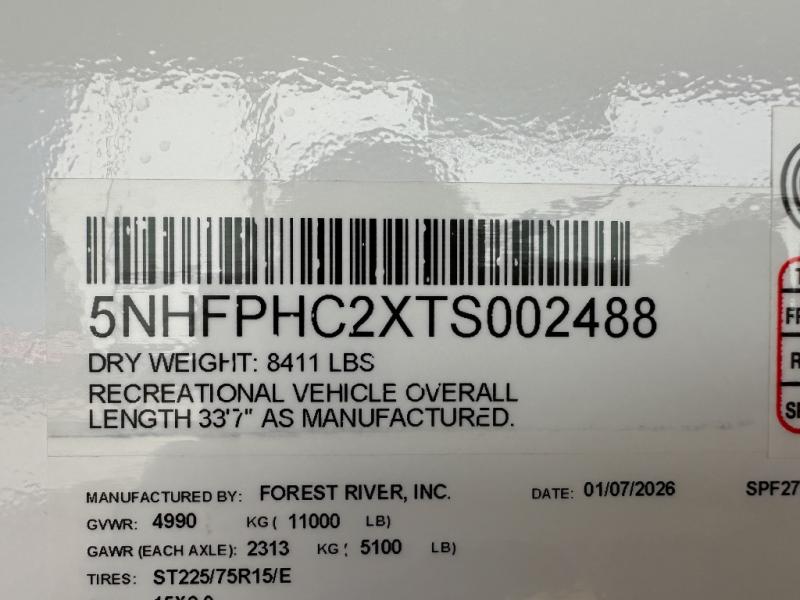 5NHFPHC2XTS002488
DRY WEIGHT: 8411 LBS
RECREATIONAL VEHICLE OVERALL
LENGTH 33'7" AS MANUFACTURED.
MANUFACTURED BY: FOREST RIVER, INC. DATE: 01/07/2026 SPF27
GVWR: 4990 KG ( 11000 LB)
GAWR (EACH AXLE): 2313 KG ( 5100 LB)
TIRES: ST225/75R15/E